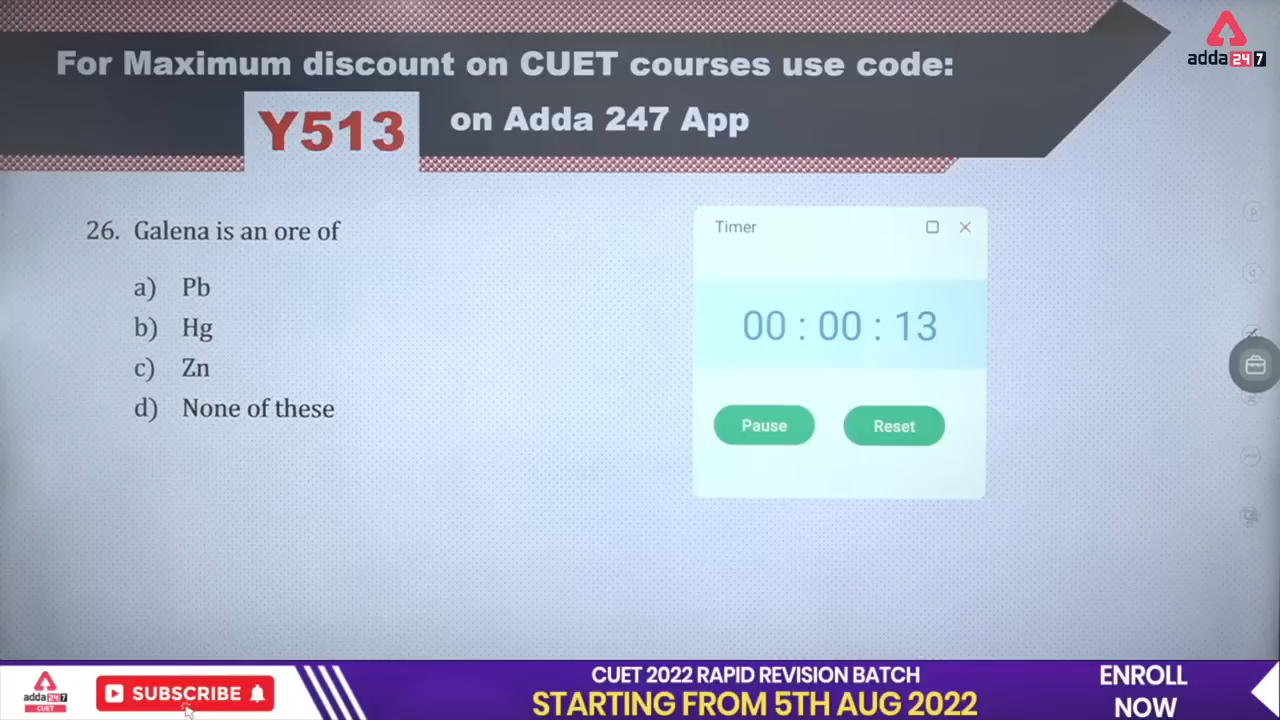 For Maximum discount on CUET courses use code:
Y513 on Adda 247 App
adda247
26. Galena is an ore of
a) Pb
b) Hg
c) Zn
d) None of these
Timer
00 : 00 : 13
Pause Reset
adda247
CUET
SUBSCRIBE
CUET 2022 RAPID REVISION BATCH
STARTING FROM 5TH AUG 2022
ENROLL
NOW